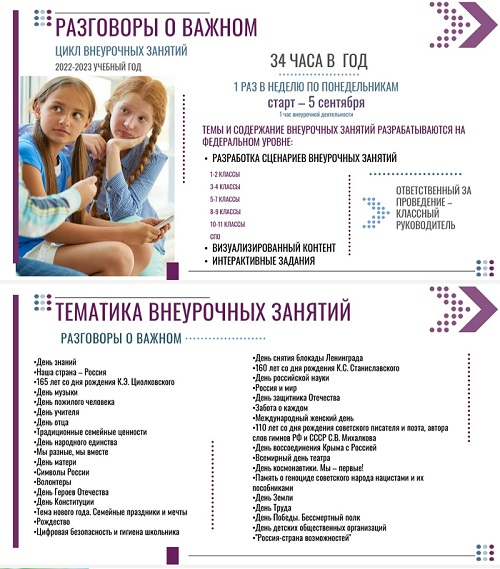 РАЗГОВОРЫ О ВАЖНОМ
ЦИКЛ ВНЕУРОЧНЫХ ЗАНЯТИЙ
2022-2023 УЧЕБНЫЙ ГОД
34 ЧАСА В ГОД
1 РАЗ В НЕДЕЛЮ ПО ПОНЕДЕЛЬНИКАМ
старт – 5 сентября
1 час внеурочной деятельности
ТЕМЫ И СОДЕРЖАНИЕ ВНЕУРОЧНЫХ ЗАНЯТИЙ РАЗРАБАТЫВАЮТСЯ НА
ФЕДЕРАЛЬНОМ УРОВНЕ:
• РАЗРАБОТКА СЦЕНАРИЕВ ВНЕУРОЧНЫХ ЗАНЯТИЙ
1-2 КЛАССЫ
3-4 КЛАССЫ
5-7 КЛАССЫ
8-9 КЛАССЫ
10-11 КЛАССЫ
СПО
• ВИЗУАЛИЗИРОВАННЫЙ КОНТЕНТ
• ИНТЕРАКТИВНЫЕ ЗАДАНИЯ
ОТВЕТСТВЕННЫЙ ЗА
ПРОВЕДЕНИЕ –
КЛАССНЫЙ
РУКОВОДИТЕЛЬ
ТЕМАТИКА ВНЕУРОЧНЫХ ЗАНЯТИЙ
РАЗГОВОРЫ О ВАЖНОМ
•День знаний
•Наша страна – Россия
•165 лет со дня рождения К.Э. Циолковского
•День музыки
•День пожилого человека
•День учителя
•День отца
•Традиционные семейные ценности
•День народного единства
•Мы разные, мы вместе
•День матери
•Символы России
•Волонтеры
•День Героев Отечества
•День Конституции
•Тема нового года. Семейные праздники и мечты
•Рождество
•Цифровая безопасность и гигиена школьника
•День снятия блокады Ленинграда
•160 лет со дня рождения К.С. Станиславского
•День российской науки
•Россия и мир
•День защитника Отечества
•Забота о каждом
•Международный женский день
•110 лет со дня рождения советского писателя и поэта, автора
слов гимнов РФ и СССР С.В. Михалкова
•День воссоединения Крыма с Россией
•Всемирный день театра
•День космонавтики. Мы – первые!
•Память о геноциде советского народа нацистами и их
пособниками
•День Земли
•День Труда
•День Победы. Бессмертный полк
•День детских общественных организаций
•"Россия-страна возможностей"